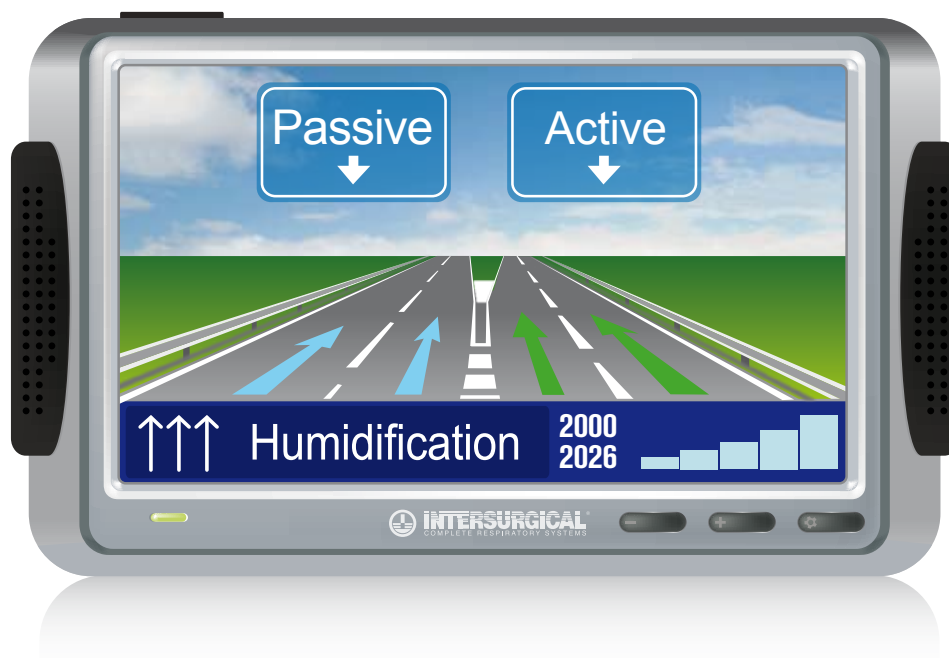 Passive
Active
Humidification
2000
2026
INTERSURGICAL
COMPLETE RESPIRATORY SYSTEMS